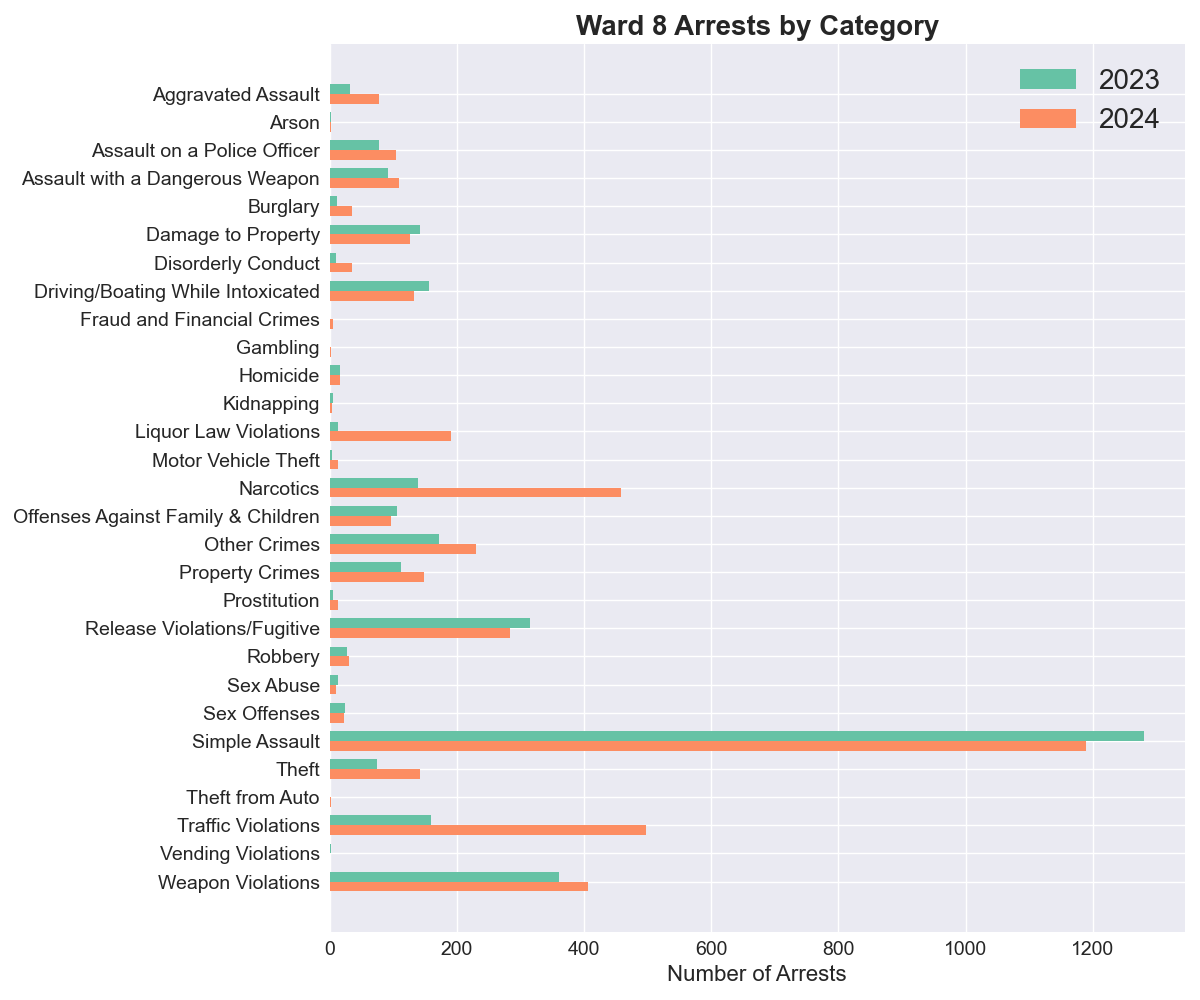 Ward 8 Arrests by Category
2023
2024
Aggravated Assault
Arson
Assault on a Police Officer
Assault with a Dangerous Weapon
Burglary
Damage to Property
Disorderly Conduct
Driving/Boating While Intoxicated
Fraud and Financial Crimes
Gambling
Homicide
Kidnapping
Liquor Law Violations
Motor Vehicle Theft
Narcotics
Offenses Against Family & Children
Other Crimes
Property Crimes
Prostitution
Release Violations/Fugitive
Robbery
Sex Abuse
Sex Offenses
Simple Assault
Theft
Theft from Auto
Traffic Violations
Vending Violations
Weapon Violations
0 200 400 600 800 1000 1200
Number of Arrests